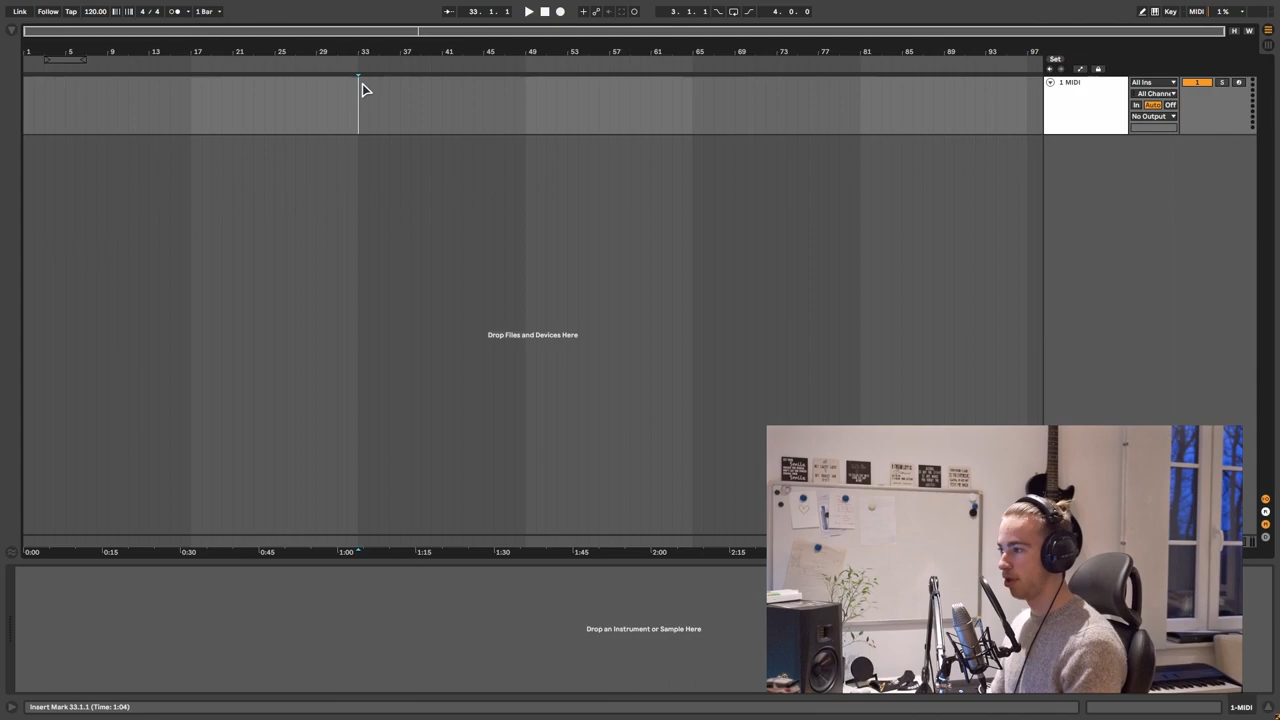 Link Follow Tap 120.00 4 / 4 1 Bar 33. 1. 1 3. 1. 1 4. 0. 0 Key MIDI 1 %
H W
1 5 9 13 17 21 25 29 33 37 41 45 49 53 57 61 65 69 73 77 81 85 89 93 97
Set
1 MIDI All Ins 1 S
All Channe
In Auto Off
No Output
Drop Files and Devices Here
0:00 0:15 0:30 0:45 1:00 1:15 1:30 1:45 2:00 2:15
Drop an Instrument or Sample Here
Insert Mark 33.1.1 (Time: 1:04) 1-MIDI